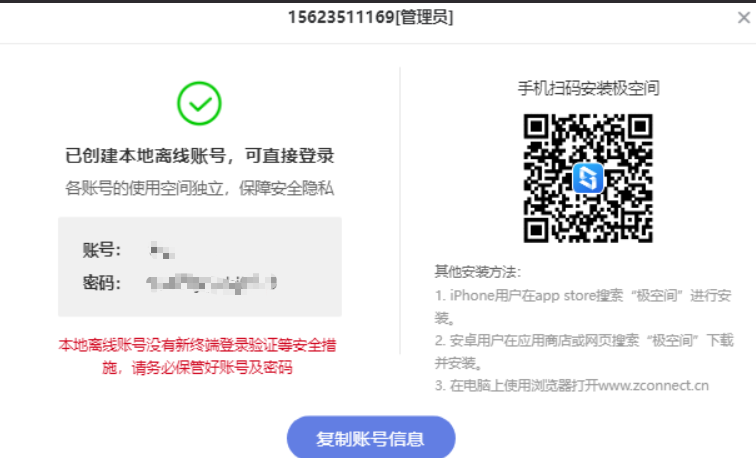 15623511169[管理员]
已创建本地离线账号，可直接登录
各账号的使用空间独立，保障安全隐私
账号：
密码：
本地离线账号没有新终端登录验证等安全措
施，请务必保管好账号及密码
手机扫码安装极空间
其他安装方法：
1. iPhone用户在app store搜索“极空间”进行安
装。
2. 安卓用户在应用商店或网页搜索“极空间”下载
并安装。
3. 在电脑上使用浏览器打开www.zconnect.cn
复制账号信息